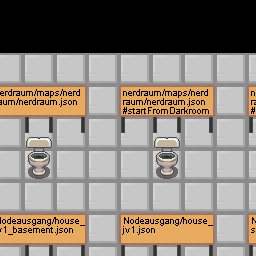 nerdraum/maps/nerd
raum/nerdraum.json
nerdraum/maps/nerd
raum/nerdraum.json
#startFromDarkroom
Nodeausgang/house_
jv1_basement.json
Nodeausgang/house_
jv1.json